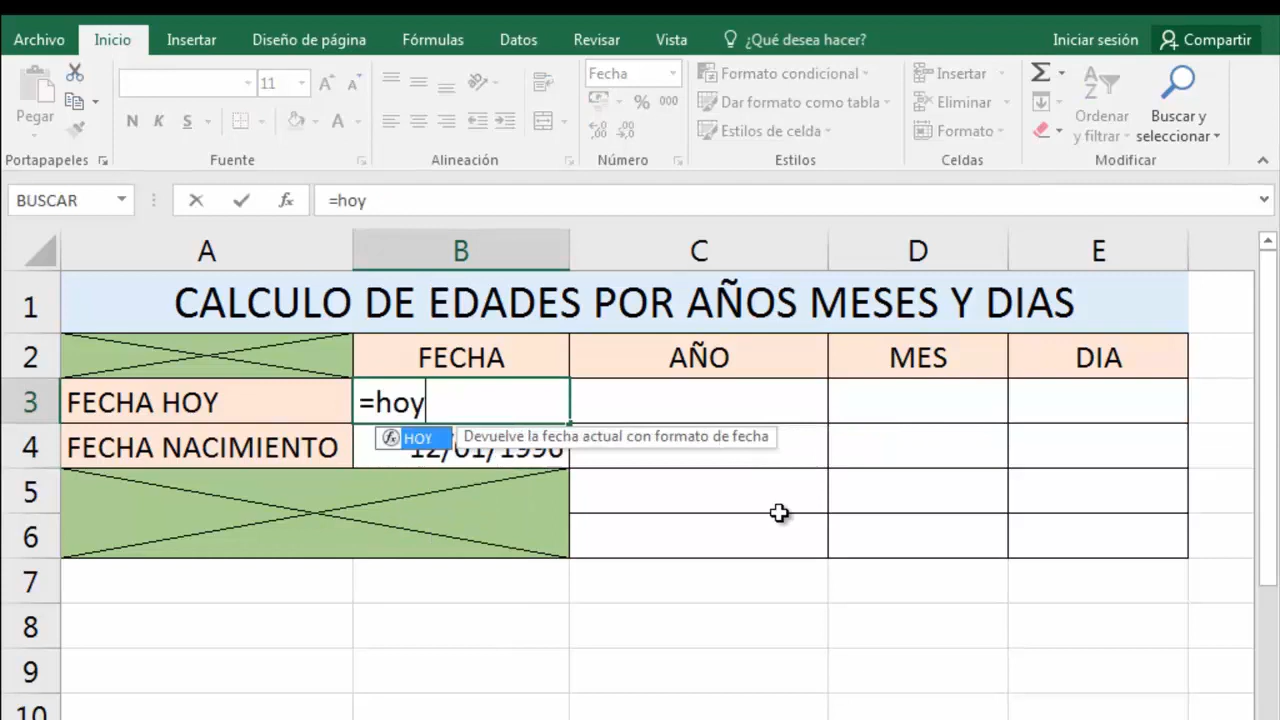 Archivo Inicio Insertar Diseño de página Fórmulas Datos Revisar Vista ¿Qué desea hacer? Iniciar sesión Compartir
11 Fecha Formato condicional Insertar Σ
Pegar N K S A % 000 Dar formato como tabla Eliminar Ordenar y filtrar Buscar y seleccionar
Estilos de celda Formato
Portapapeles Fuente Alineación Número Estilos Celdas Modificar
BUSCAR fx =hoy
A B C D E
1 CALCULO DE EDADES POR AÑOS MESES Y DIAS
2 FECHA AÑO MES DIA
3 FECHA HOY =hoy
HOY Devuelve la fecha actual con formato de fecha
4 FECHA NACIMIENTO 12/01/1996
5
6
7
8
9
10